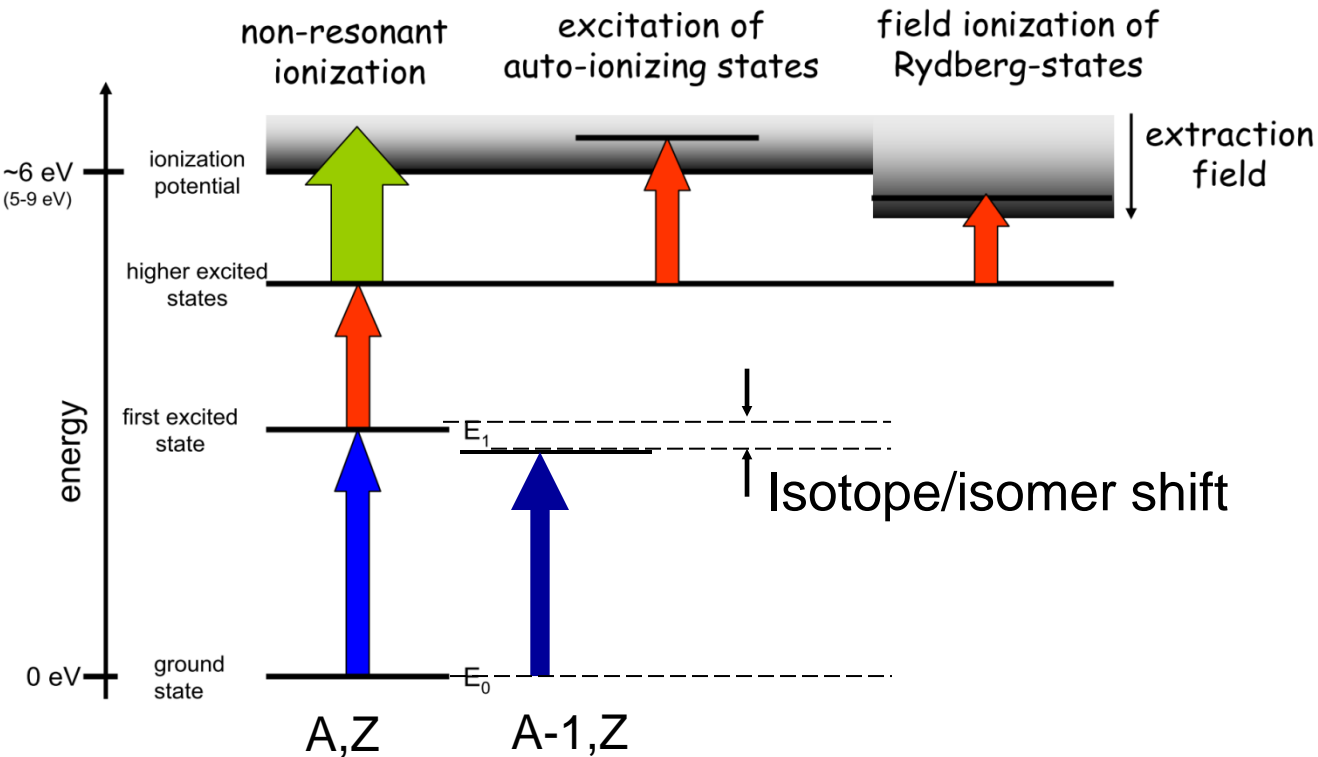 non-resonant
ionization
excitation of
auto-ionizing states
field ionization of
Rydberg-states
extraction
field
~6 eV
(5-9 eV)
ionization
potential
higher excited
states
energy
first excited
state
E1
Isotope/isomer shift
0 eV
ground
state
E0
A,Z
A-1,Z